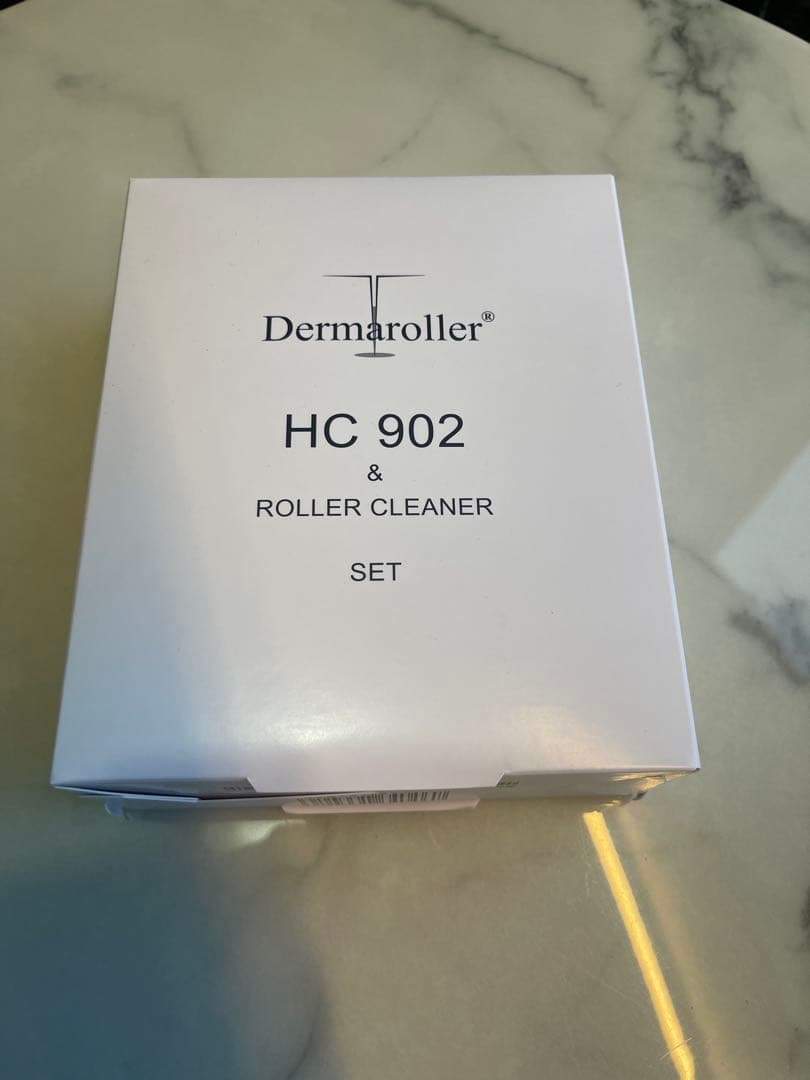 Dermaroller®
HC 902
&
ROLLER CLEANER
SET